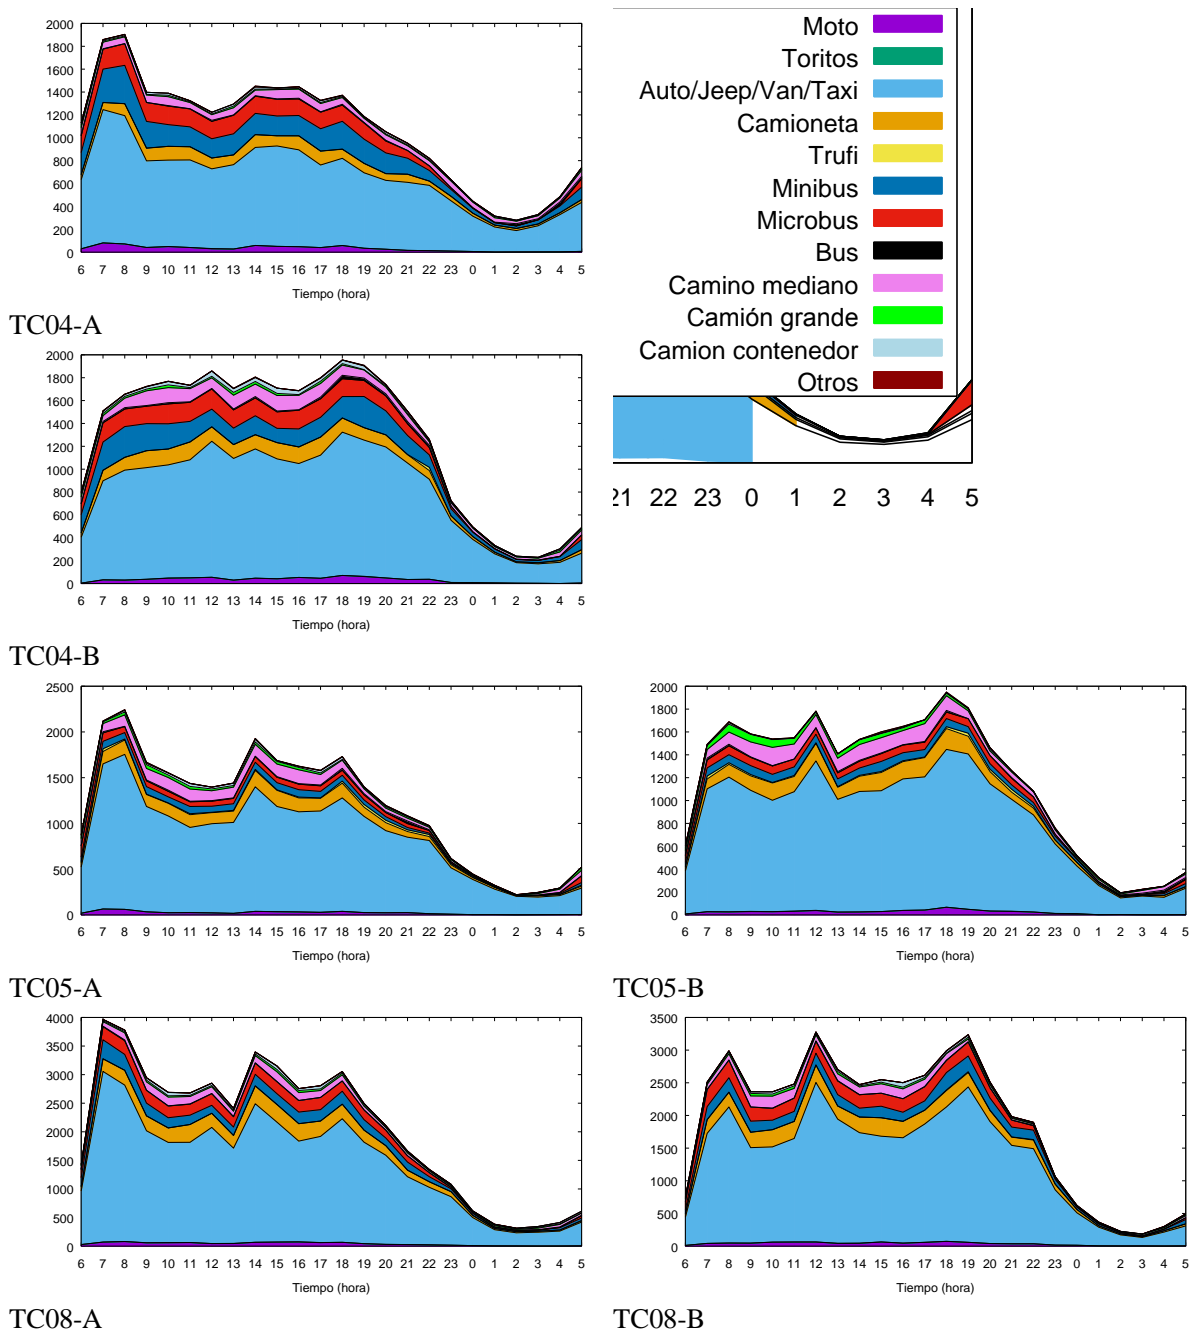 2000
1800
1600
1400
1200
1000
800
600
400
200
0
6 7 8 9 10 11 12 13 14 15 16 17 18 19 20 21 22 23 0 1 2 3 4 5
Tiempo (hora)
TC04-A
Moto
Toritos
Auto/Jeep/Van/Taxi
Camioneta
Trufi
Minibus
Microbus
Bus
Camino mediano
Camión grande
Camion contenedor
Otros
21 22 23 0 1 2 3 4 5
2000
1800
1600
1400
1200
1000
800
600
400
200
0
6 7 8 9 10 11 12 13 14 15 16 17 18 19 20 21 22 23 0 1 2 3 4 5
Tiempo (hora)
TC04-B
2500
2000
1500
1000
500
0
6 7 8 9 10 11 12 13 14 15 16 17 18 19 20 21 22 23 0 1 2 3 4 5
Tiempo (hora)
TC05-A
2000
1800
1600
1400
1200
1000
800
600
400
200
0
6 7 8 9 10 11 12 13 14 15 16 17 18 19 20 21 22 23 0 1 2 3 4 5
Tiempo (hora)
TC05-B
4000
3500
3000
2500
2000
1500
1000
500
0
6 7 8 9 10 11 12 13 14 15 16 17 18 19 20 21 22 23 0 1 2 3 4 5
Tiempo (hora)
TC08-A
3500
3000
2500
2000
1500
1000
500
0
6 7 8 9 10 11 12 13 14 15 16 17 18 19 20 21 22 23 0 1 2 3 4 5
Tiempo (hora)
TC08-B